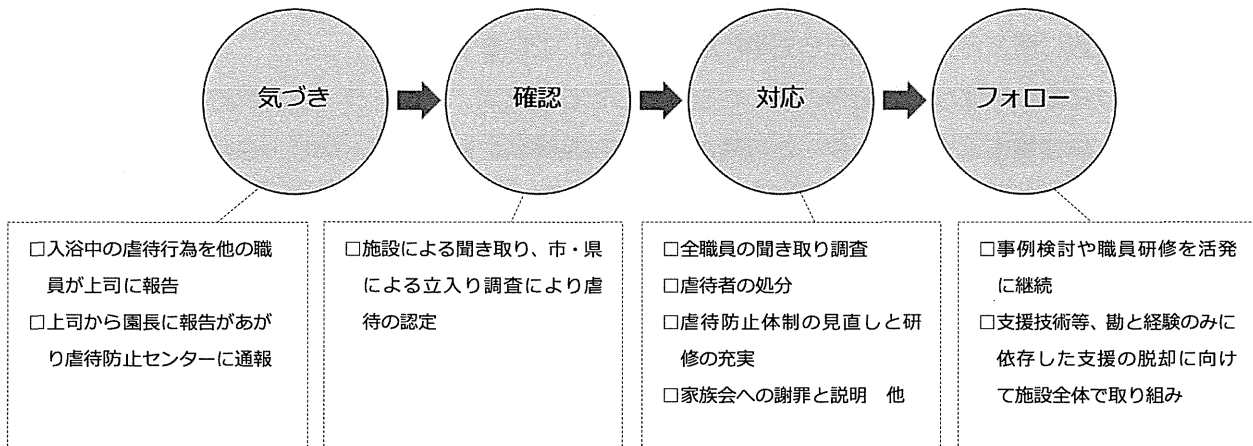 気づき
確認
対応
フォロー
□入浴中の虐待行為を他の職
員が上司に報告
□上司から園長に報告があが
り虐待防止センターに通報
□施設による聞き取り、市・県
による立入り調査により虐
待の認定
□全職員の聞き取り調査
□虐待者の処分
□虐待防止体制の見直しと研
修の充実
□家族会への謝罪と説明　他
□事例検討や職員研修を活発
に継続
□支援技術等、勘と経験のみに
依存した支援の脱却に向け
て施設全体で取り組み